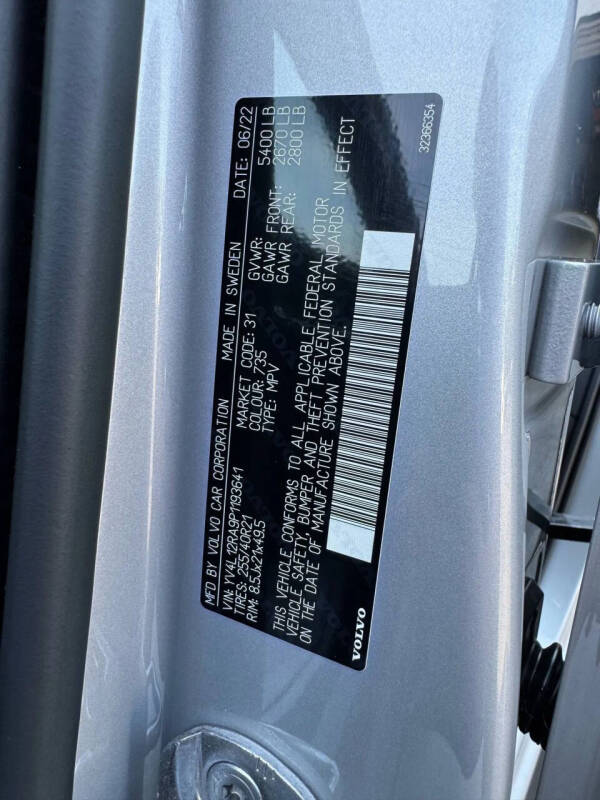 MFD BY VOLVO CAR CORPORATION MADE IN SWEDEN DATE: 06/22
VIN: YV4L12RA9P1193641 MARKET CODE: 31 GVWR: 5400 LB
TIRES: 255/40R21 COLOUR: 735 GAWR FRONT: 2670 LB
RIM: 8.5Jx21x49.5 TYPE: MPV GAWR REAR: 2800 LB
THIS VEHICLE CONFORMS TO ALL APPLICABLE FEDERAL MOTOR
VEHICLE SAFETY, BUMPER AND THEFT PREVENTION STANDARDS IN EFFECT
ON THE DATE OF MANUFACTURE SHOWN ABOVE.
VOLVO
32366354